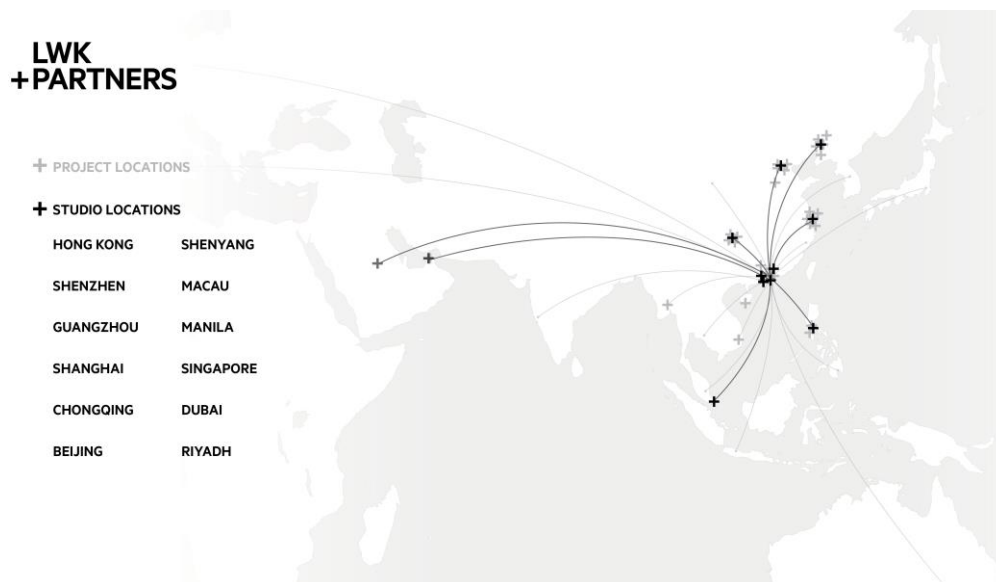 LWK
+PARTNERS
+ PROJECT LOCATIONS
+ STUDIO LOCATIONS
HONG KONG
SHENZHEN
GUANGZHOU
SHANGHAI
CHONGQING
BEIJING
SHENYANG
MACAU
MANILA
SINGAPORE
DUBAI
RIYADH